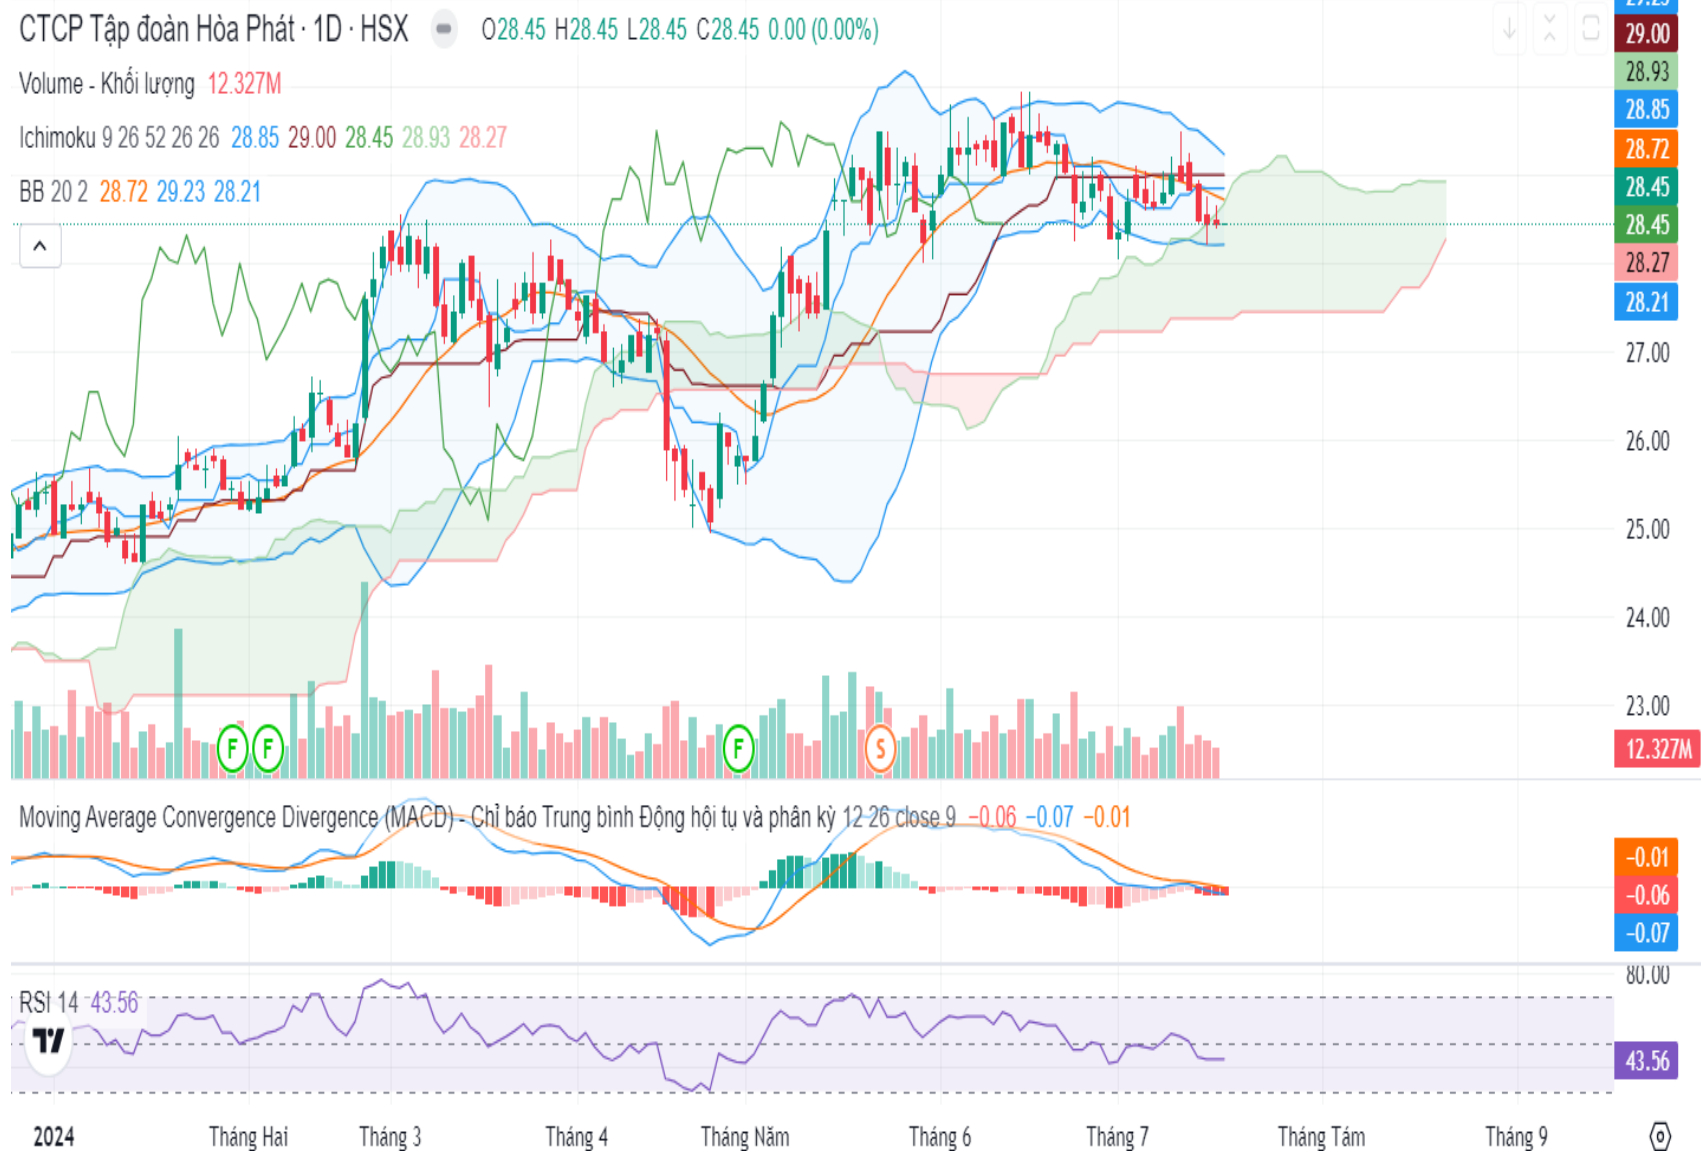 CTCP Tập đoàn Hòa Phát · 1D · HSX O28.45 H28.45 L28.45 C28.45 0.00 (0.00%)
Volume - Khối lượng 12.327M
Ichimoku 9 26 52 26 26 28.85 29.00 28.45 28.93 28.27
BB 20 2 28.72 29.23 28.21
29.23
29.00
28.93
28.85
28.72
28.45
28.45
28.27
28.21
27.00
26.00
25.00
24.00
23.00
F F F S
12.327M
Moving Average Convergence Divergence (MACD) - Chỉ báo Trung bình Động hội tụ và phân kỳ 12 26 close 9 −0.06 −0.07 −0.01
−0.01
−0.06
−0.07
80.00
RSI 14 43.56
43.56
2024 Tháng Hai Tháng 3 Tháng 4 Tháng Năm Tháng 6 Tháng 7 Tháng Tám Tháng 9